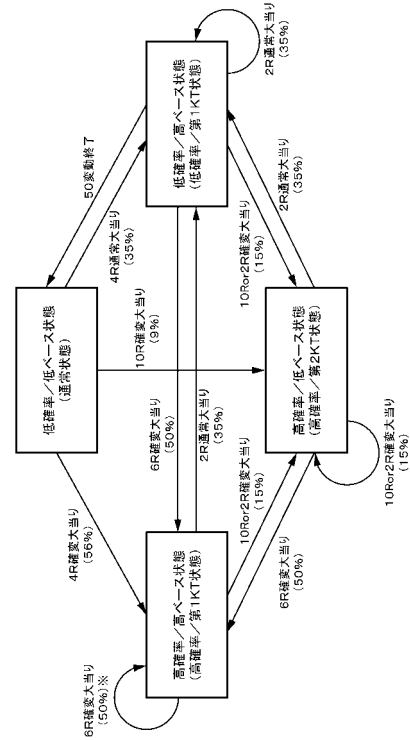 低確率／低ベース状態
(通常状態)
50変動終了
4R通常大当り
(35%)
4R確変大当り
(56%)
10R確変大当り
(9%)
低確率／高ベース状態
(低確率／第1KT状態)
2R通常大当り
(35%)
6R確変大当り
(50%)
2R通常大当り
(35%)
高確率／高ベース状態
(高確率／第1KT状態)
6R確変大当り
(50%)※
10Ror2R確変大当り
(15%)
2R通常大当り
(35%)
10Ror2R確変大当り
(15%)
6R確変大当り
(50%)
高確率／低ベース状態
(高確率／第2KT状態)
10Ror2R確変大当り
(15%)